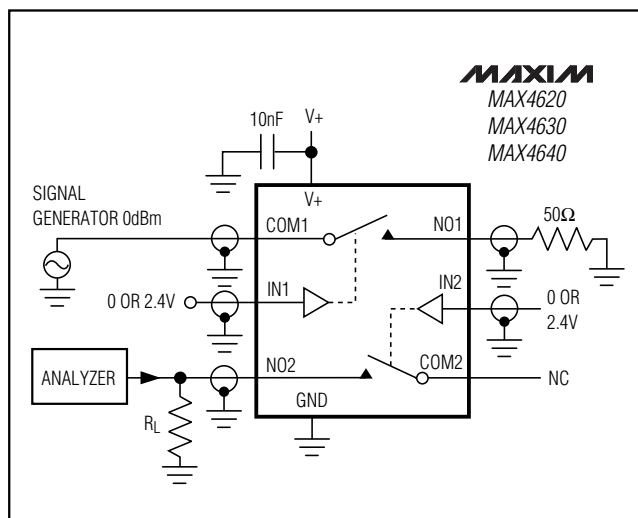 MAXIM
MAX4620
MAX4630
MAX4640
10nF
V+
V+
SIGNAL
GENERATOR 0dBm
COM1
NO1
50Ω
0 OR 2.4V
IN1
IN2
0 OR
2.4V
ANALYZER
NO2
COM2
NC
RL
GND